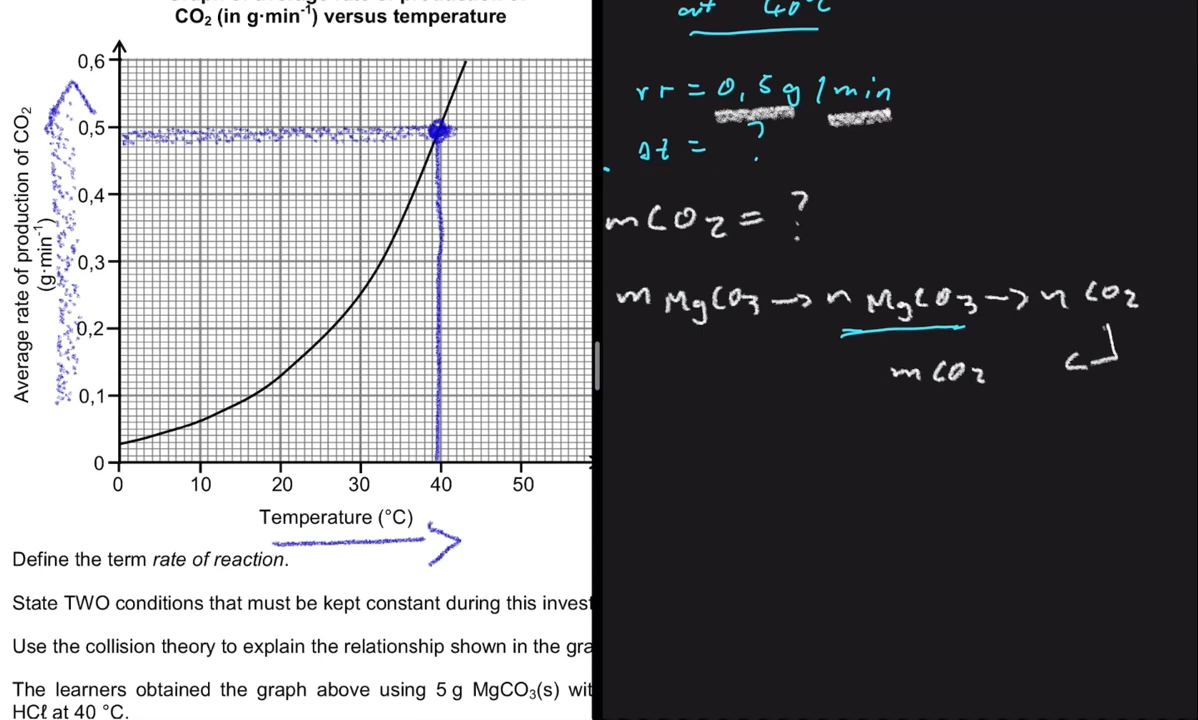 CO₂ (in g·min⁻¹) versus temperature
0,6
0,5
0,4
0,3
0,2
0,1
0
0 10 20 30 40 50
Average rate of production of CO₂
(g·min⁻¹)
Temperature (°C)
Define the term rate of reaction.
State TWO conditions that must be kept constant during this
Use the collision theory to explain the relationship shown in the
The learners obtained the graph above using 5 g MgCO₃(s)
HCℓ at 40 °C.
40°C
rr = 0,5g/min
Δt = ?
mCO₂ = ?
m MgCO₃ → n MgCO₃ → n CO₂
m CO₂